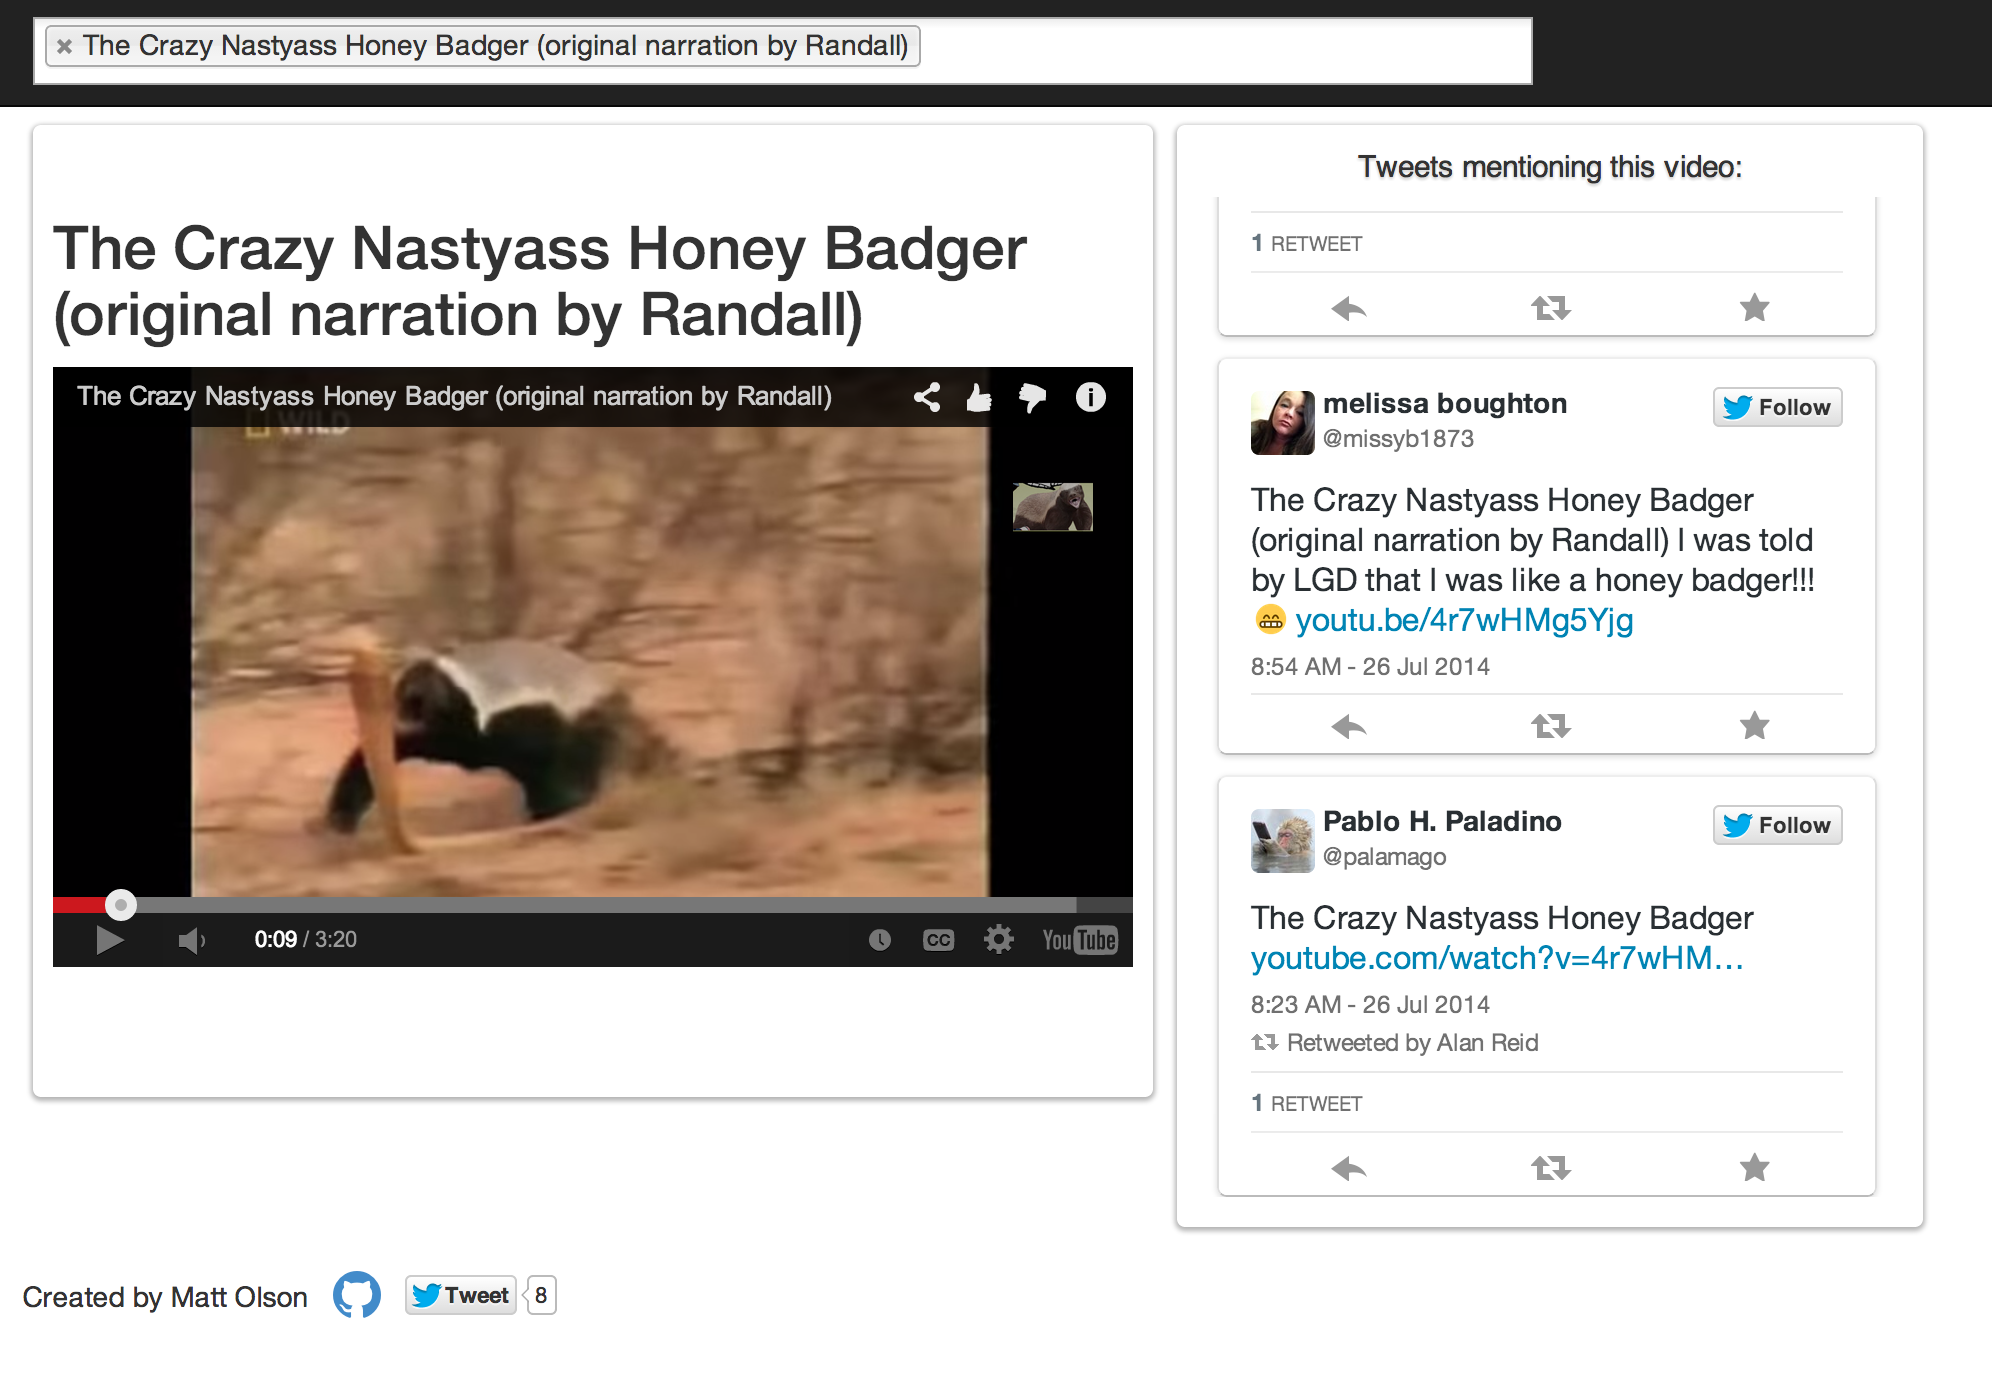 × The Crazy Nastyass Honey Badger (original narration by Randall)
The Crazy Nastyass Honey Badger
(original narration by Randall)
The Crazy Nastyass Honey Badger (original narration by Randall)
WILD
0:09 / 3:20
CC
YouTube
Tweets mentioning this video:
1 RETWEET
melissa boughton
@missyb1873
Follow
The Crazy Nastyass Honey Badger
(original narration by Randall) I was told
by LGD that I was like a honey badger!!!
😁 youtu.be/4r7wHMg5Yjg
8:54 AM - 26 Jul 2014
Pablo H. Paladino
@palamago
Follow
The Crazy Nastyass Honey Badger
youtube.com/watch?v=4r7wHM…
8:23 AM - 26 Jul 2014
Retweeted by Alan Reid
1 RETWEET
Created by Matt Olson
Tweet
8